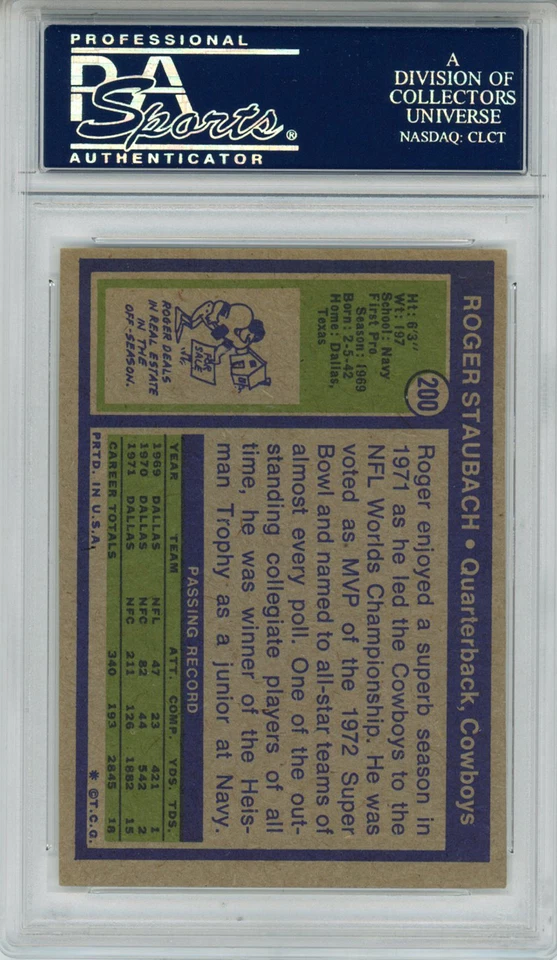 PROFESSIONAL
PSA
Sports®
AUTHENTICATOR
A
DIVISION OF
COLLECTORS
UNIVERSE
NASDAQ: CLCT
ROGER STAUBACH • Quarterback, Cowboys
200
Ht: 6'3"
Wt: 197
School: Navy
First Pro
Season: 1969
Born: 2-5-42
Home: Dallas,
Texas
FOR
SALE
ROGER DEALS
IN REAL ESTATE
IN THE
OFF-SEASON.
Roger enjoyed a superb season in
1971 as he led the Cowboys to the
NFL Worlds Championship. He was
voted as MVP of the 1972 Super
Bowl and named to all-star teams of
almost every poll. One of the out-
standing collegiate players of all
time, he was winner of the Heis-
man Trophy as a junior at Navy.
PASSING RECORD
YEAR TEAM ATT. COMP. YDS. TDS.
1969 DALLAS NFL 47 23 421 1
1970 DALLAS NFC 82 44 542 2
1971 DALLAS NFC 211 126 1882 15
CAREER TOTALS 340 193 2845 18
PRTD. IN U.S.A. * ©T.C.G.